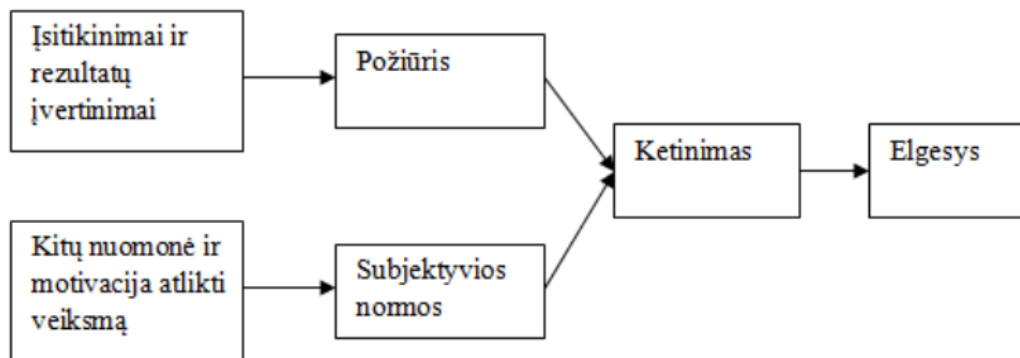 Įsitikinimai ir
rezultatų
įvertinimai
Požiūris
Ketinimas
Elgesys
Kitų nuomonė ir
motivacija atlikti
veiksmą
Subjektyvios
normos